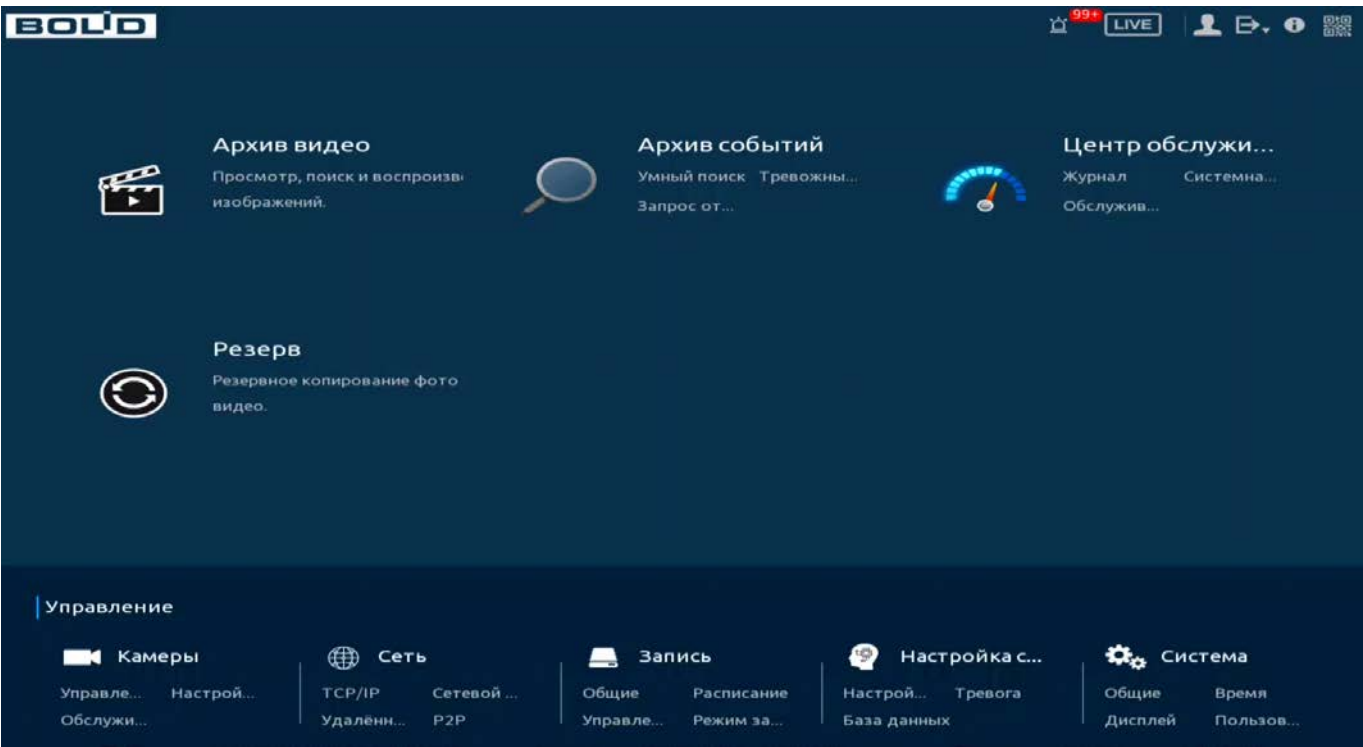 BOLID
99+
LIVE
Архив видео
Просмотр, поиск и воспроизв
изображений.
Архив событий
Умный поиск Тревожны...
Запрос от...
Центр обслужи...
Журнал Системна...
Обслужив...
Резерв
Резервное копирование фото
видео.
Управление
Камеры
Управле... Настрой...
Обслужи...
Сеть
TCP/IP Сетевой ...
Удалённ... P2P
Запись
Общие Расписание
Управле... Режим за...
Настройка с...
Настрой... Тревога
База данных
Система
Общие Время
Дисплей Пользов...